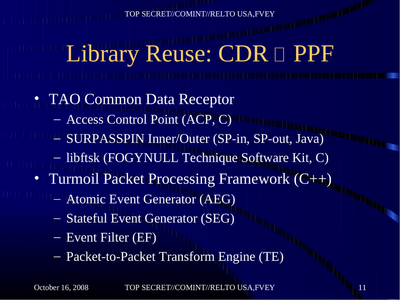 TOP SECRET//COMINT//RELTO USA,FVEY
Library Reuse: CDR  PPF
• TAO Common Data Receptor
– Access Control Point (ACP, C)
– SURPASSPIN Inner/Outer (SP-in, SP-out, Java)
– libftsk (FOGYNULL Technique Software Kit, C)
• Turmoil Packet Processing Framework (C++)
– Atomic Event Generator (AEG)
– Stateful Event Generator (SEG)
– Event Filter (EF)
– Packet-to-Packet Transform Engine (TE)
October 16, 2008 TOP SECRET//COMINT//RELTO USA,FVEY 11